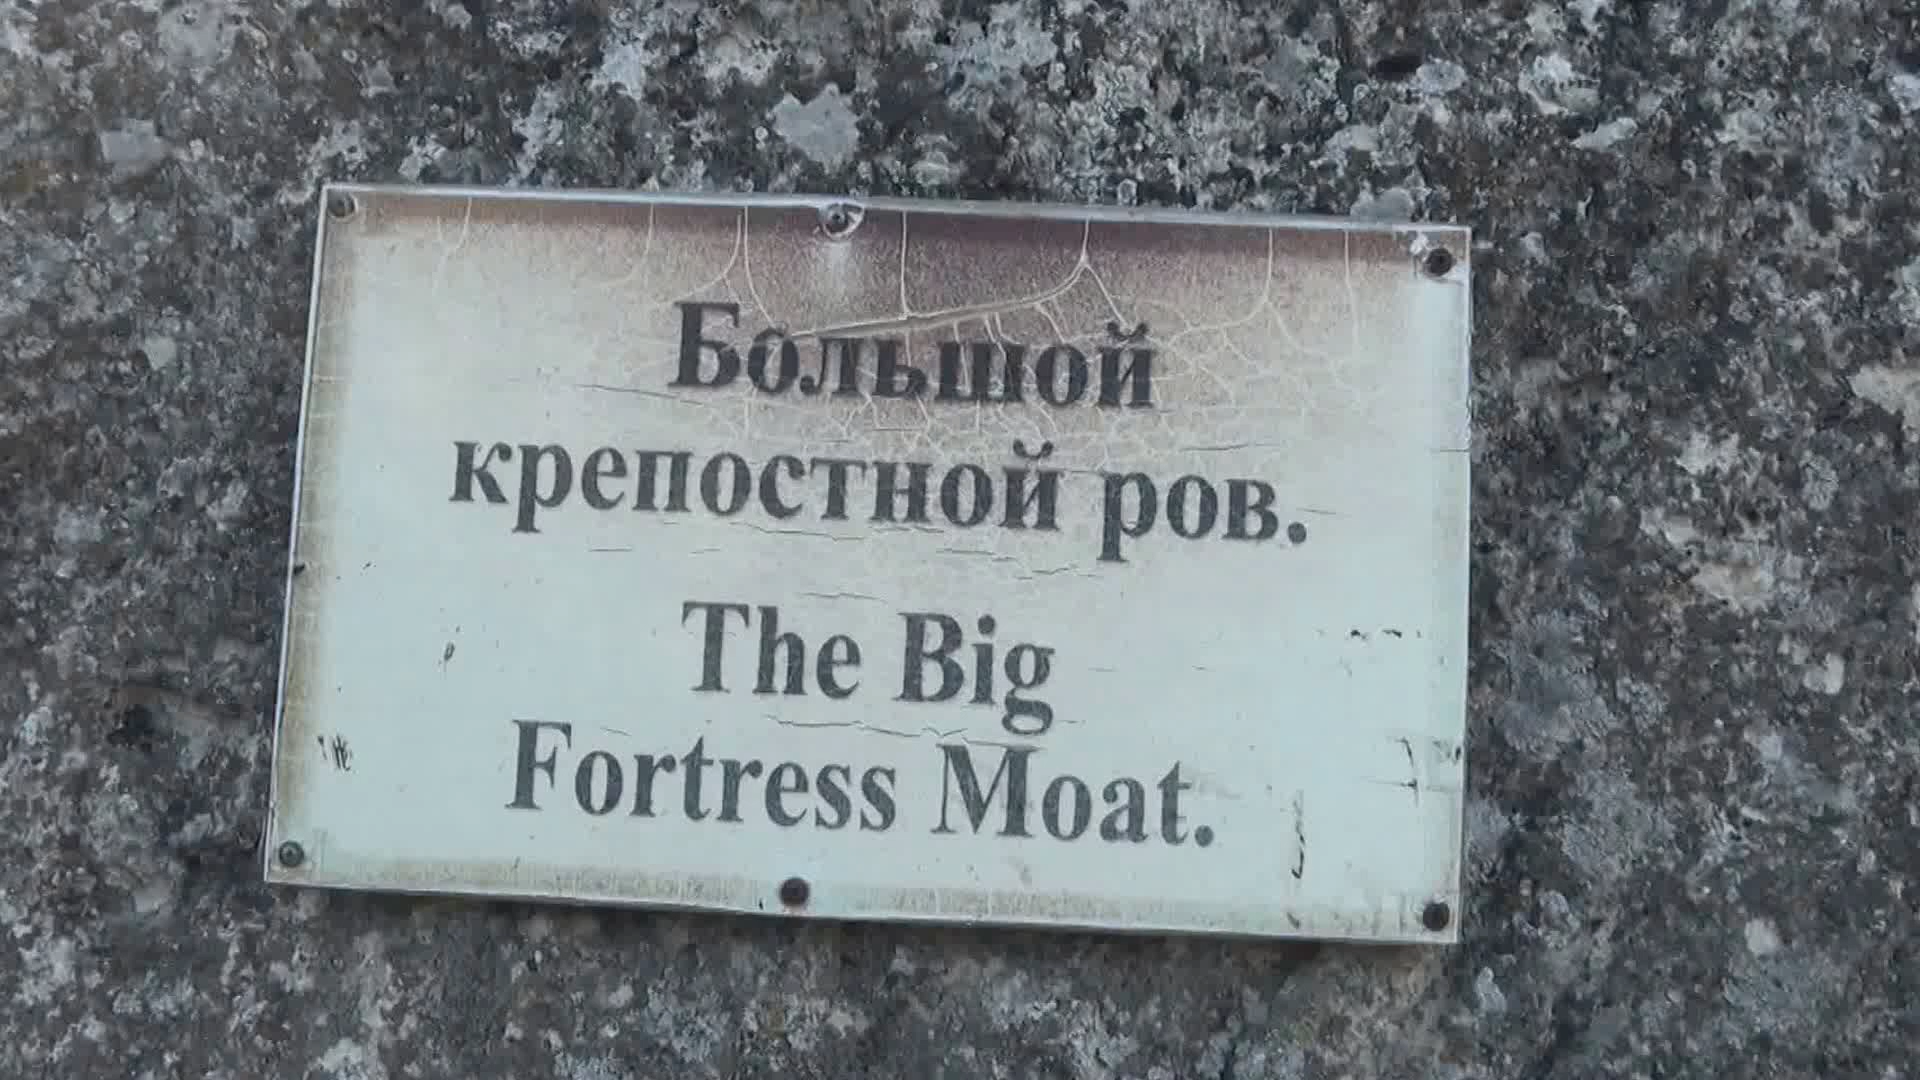 Большой
крепостной ров.
The Big
Fortress Moat.